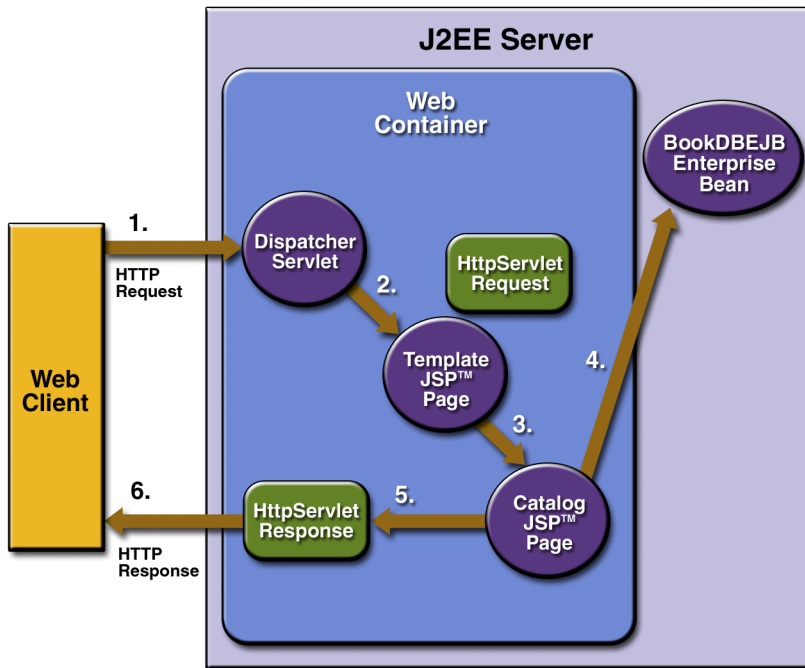 J2EE Server
Web
Container
BookDBEJB
Enterprise
Bean
1.
Dispatcher
Servlet
HTTP
Request
2.
HttpServlet
Request
Template
JSP™
Page
4.
Web
Client
3.
6.
HttpServlet
Response
5.
Catalog
JSP™
Page
HTTP
Response